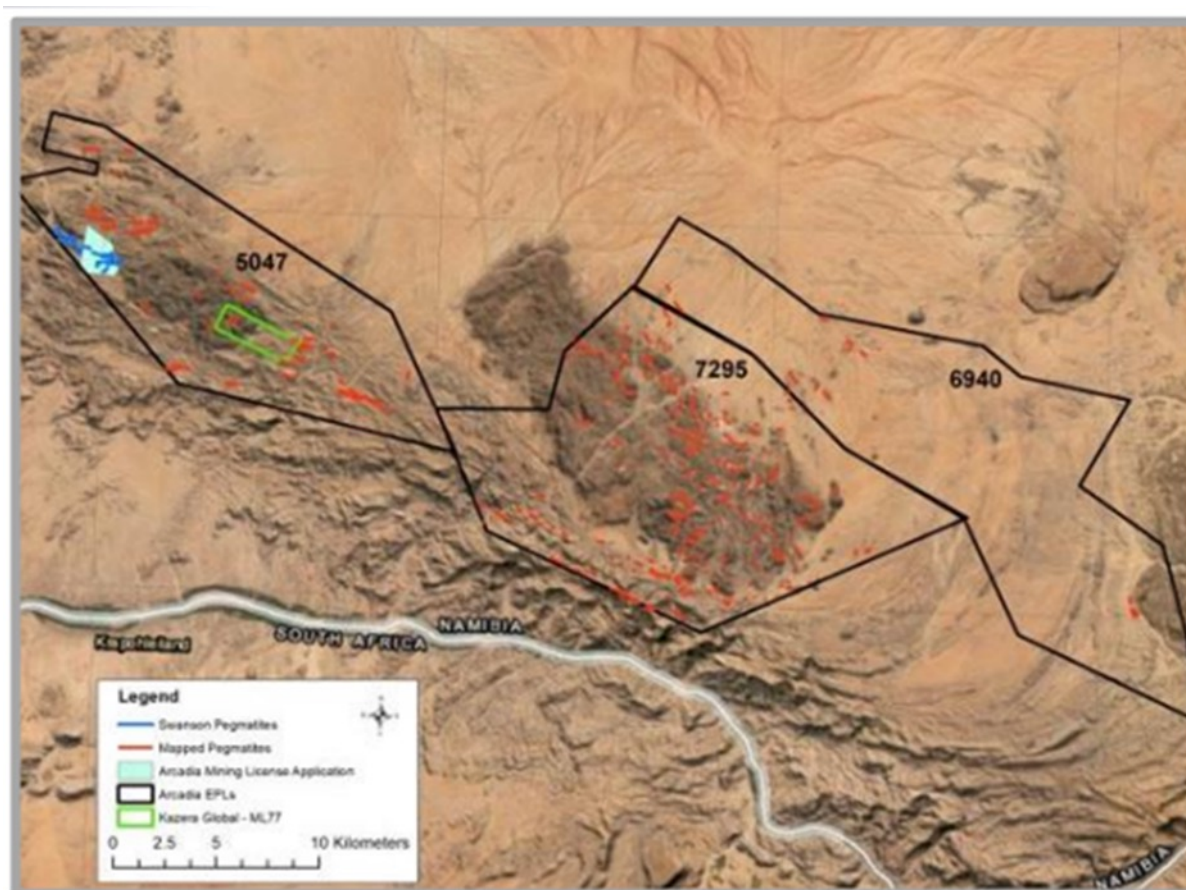 5047
7295
6940
NAMIBIA
SOUTH AFRICA
NAMIBIA
Legend
Swanson Pegmatites
Mapped Pegmatites
Arcadia Mining License Application
Arcadia EPLs
Kazera Global - ML77
0 2.5 5 10 Kilometers